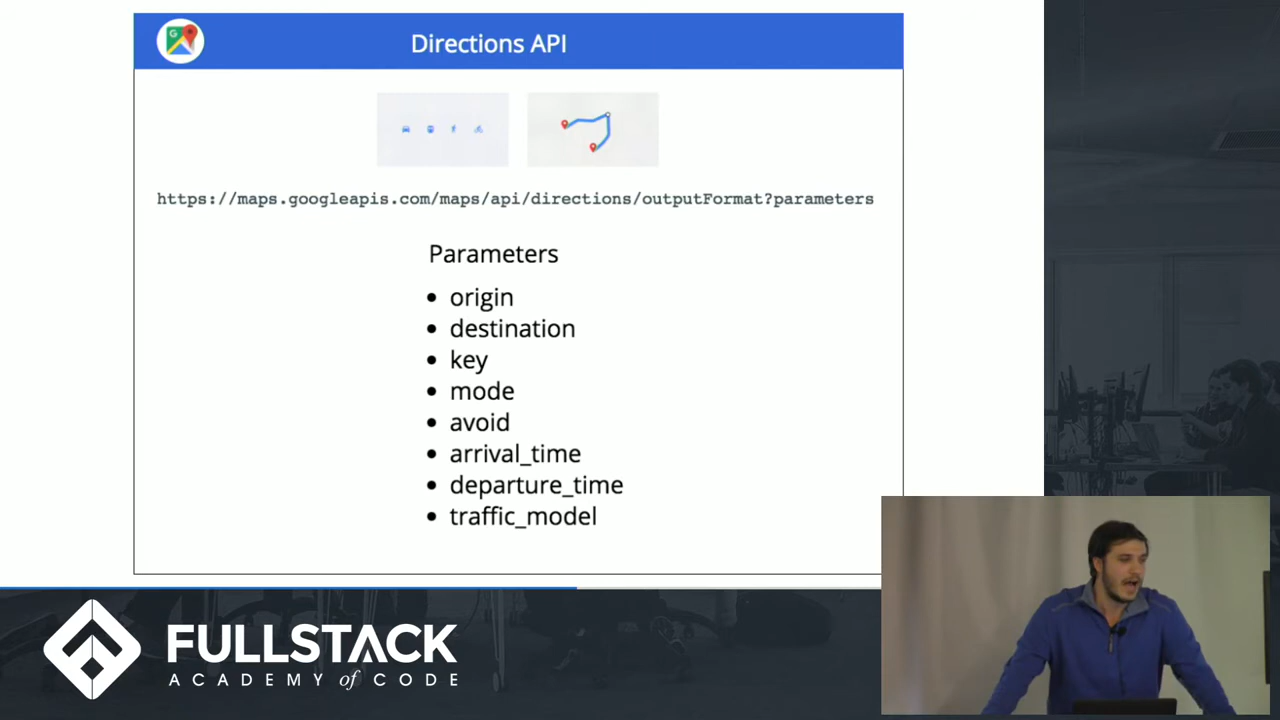 Directions API
https://maps.googleapis.com/maps/api/directions/outputFormat?parameters
Parameters
• origin
• destination
• key
• mode
• avoid
• arrival_time
• departure_time
• traffic_model
FULLSTACK
ACADEMY of CODE